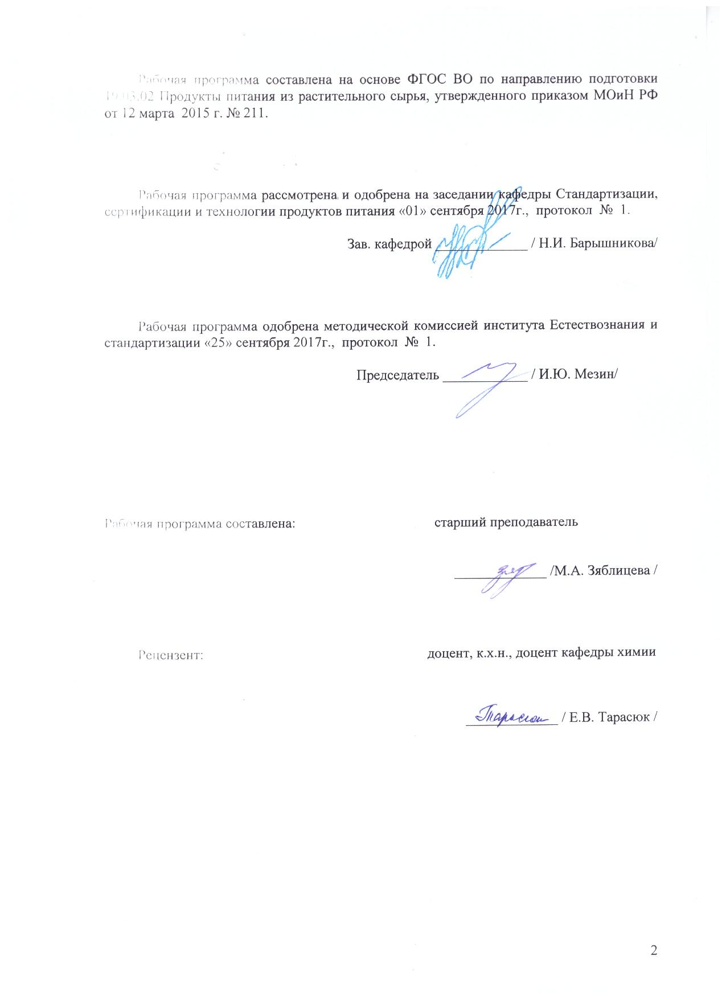 Рабочая программа составлена на основе ФГОС ВО по направлению подготовки
19.03.02 Продукты питания из растительного сырья, утвержденного приказом МОиН РФ
от 12 марта 2015 г. № 211.
Рабочая программа рассмотрена и одобрена на заседании кафедры Стандартизации,
сертификации и технологии продуктов питания «01» сентября 2017г., протокол № 1.
Зав. кафедрой _____________ / Н.И. Барышникова/
Рабочая программа одобрена методической комиссией института Естествознания и
стандартизации «25» сентября 2017г., протокол № 1.
Председатель ____________ / И.Ю. Мезин/
Рабочая программа составлена: старший преподаватель
_____________ /М.А. Зяблицева /
Рецензент: доцент, к.х.н., доцент кафедры химии
Тарасюк / Е.В. Тарасюк /
2